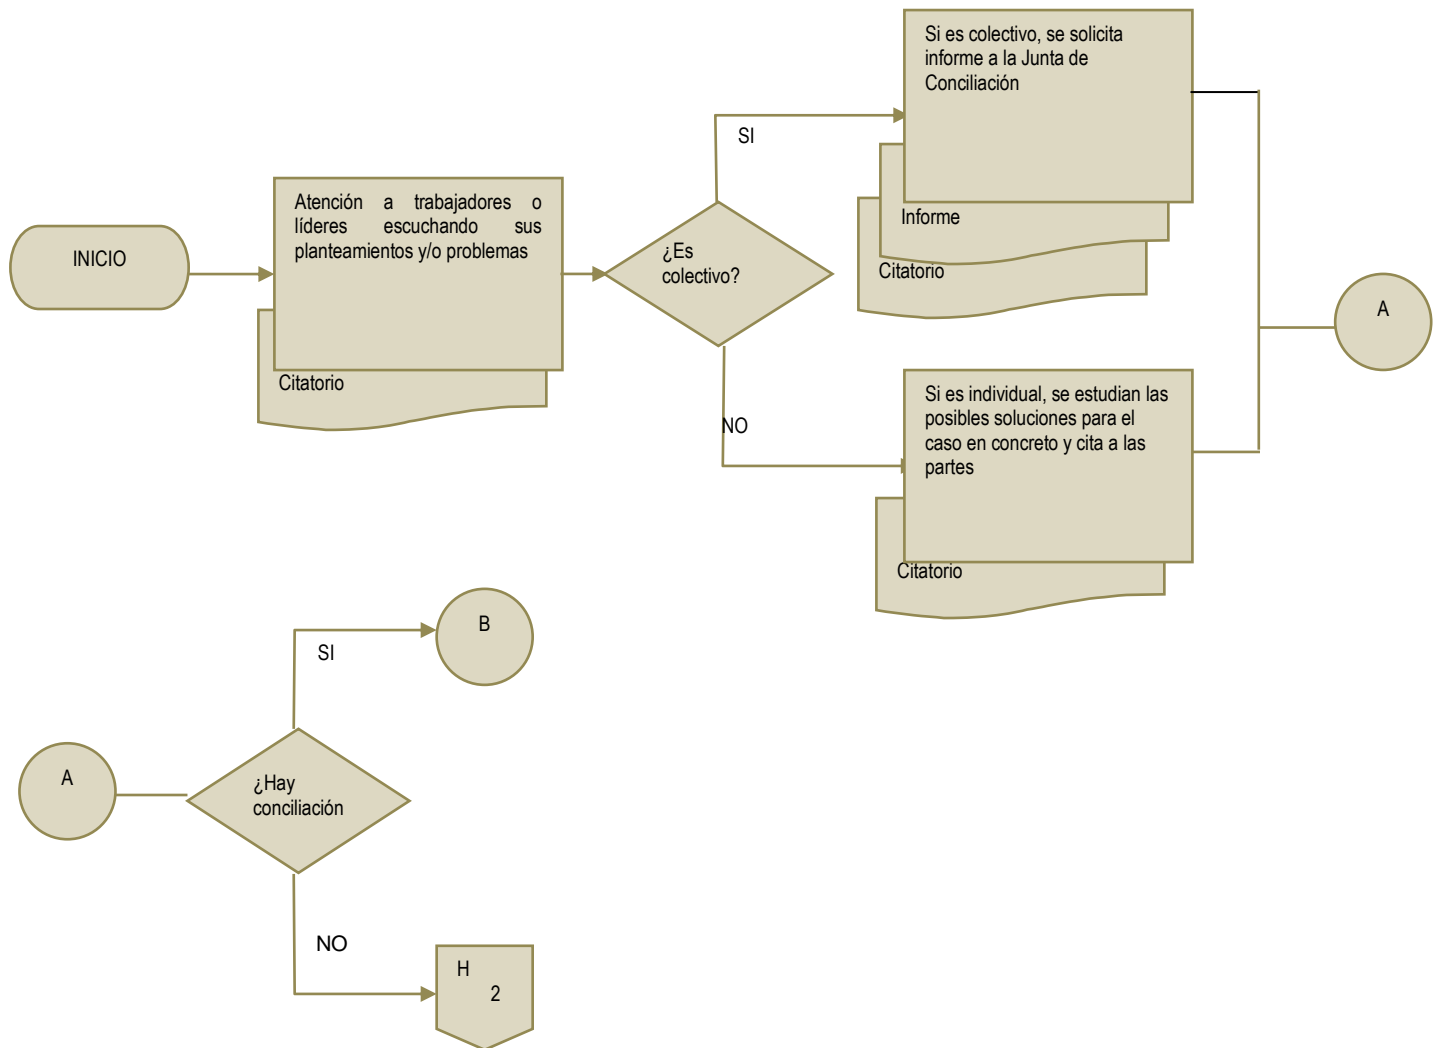 INICIO
Atención a trabajadores o
líderes escuchando sus
planteamientos y/o problemas
Citatorio
¿Es
colectivo?
SI
Si es colectivo, se solicita
informe a la Junta de
Conciliación
Informe
Citatorio
NO
Si es individual, se estudian las
posibles soluciones para el
caso en concreto y cita a las
partes
Citatorio
A
A
¿Hay
conciliación
SI
B
NO
H
2